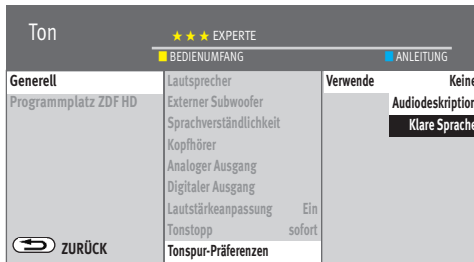 Ton
★ ★ ★ EXPERTE
BEDIENUMFANG
ANLEITUNG
Generell
Programmplatz ZDF HD
Lautsprecher
Externer Subwoofer
Sprachverständlichkeit
Kopfhörer
Analoger Ausgang
Digitaler Ausgang
Lautstärkeanpassung Ein
Tonstopp sofort
Tonspur-Präferenzen
Verwende Keine
Audiodeskription
Klare Sprache
ZURÜCK